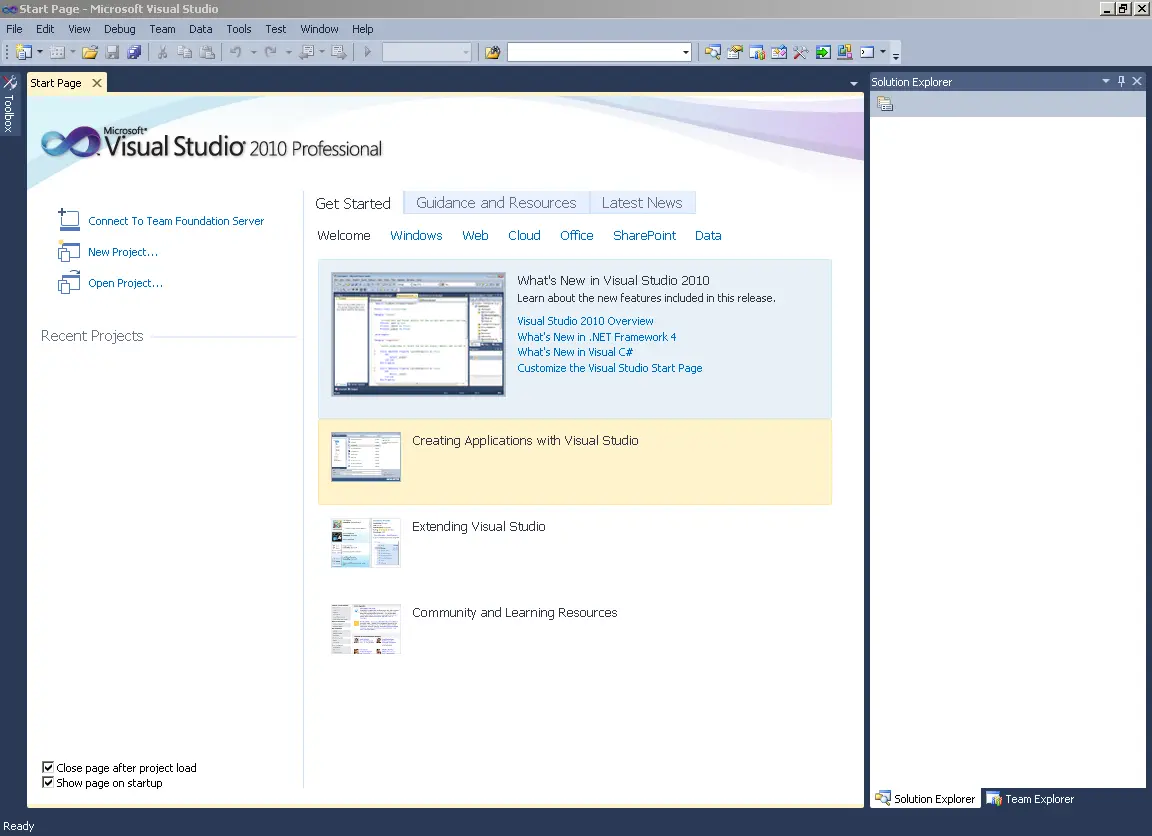 Start Page - Microsoft Visual Studio
File Edit View Debug Team Data Tools Test Window Help
Toolbox
Start Page
Microsoft®
Visual Studio® 2010 Professional
Connect To Team Foundation Server
New Project...
Open Project...
Recent Projects
Close page after project load
Show page on startup
Get Started Guidance and Resources Latest News
Welcome Windows Web Cloud Office SharePoint Data
What's New in Visual Studio 2010
Learn about the new features included in this release.
Visual Studio 2010 Overview
What's New in .NET Framework 4
What's New in Visual C#
Customize the Visual Studio Start Page
Creating Applications with Visual Studio
Extending Visual Studio
Community and Learning Resources
Solution Explorer
Solution Explorer Team Explorer
Ready